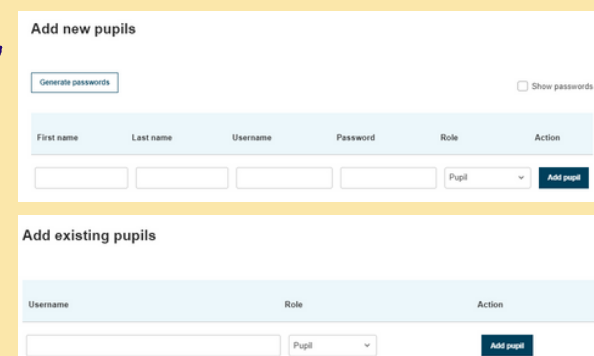 Add new pupils
Generate passwords
Show passwords
First name Last name Username Password Role Action
Pupil Add pupil
Add existing pupils
Username Role Action
Pupil Add pupil